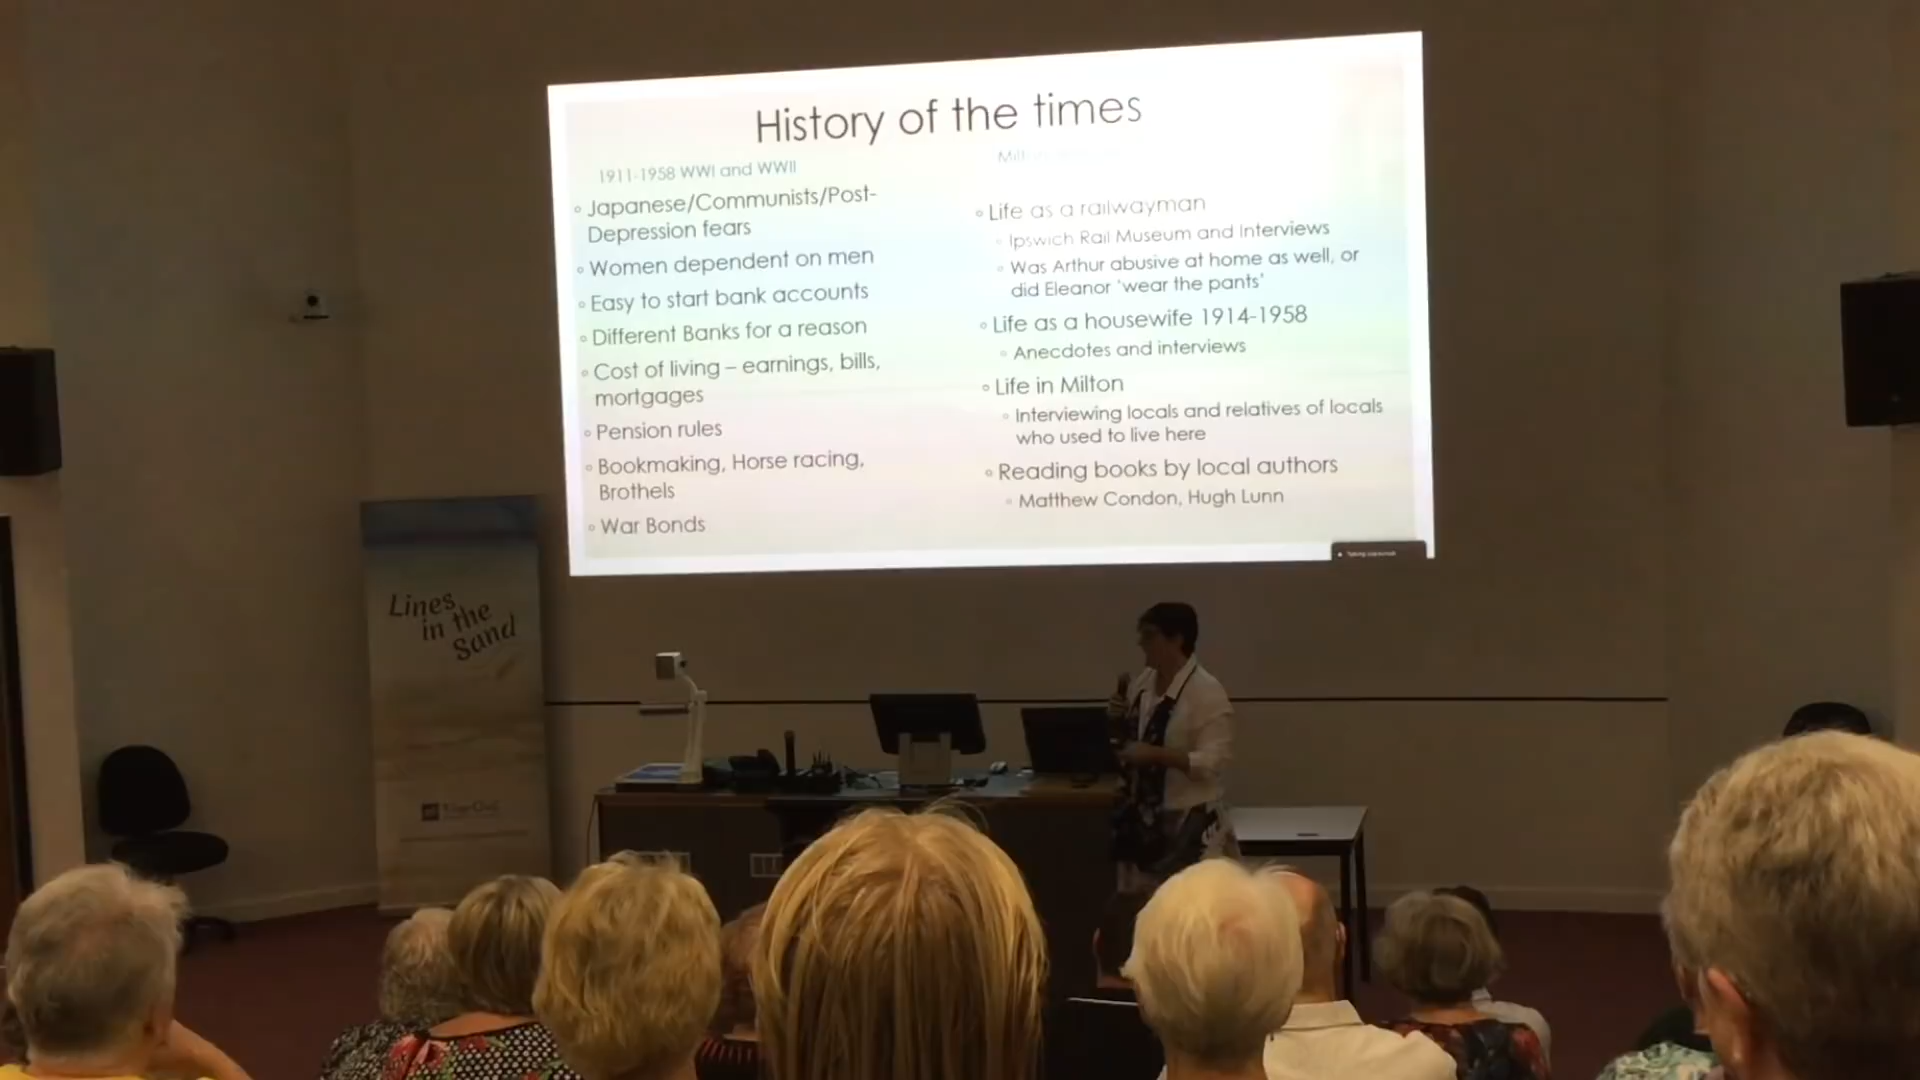 History of the times
1911-1958 WWI and WWII
Japanese/Communists/Post-
Depression fears
Women dependent on men
Easy to start bank accounts
Different Banks for a reason
Cost of living – earnings, bills,
mortgages
Pension rules
Bookmaking, Horse racing,
Brothels
War Bonds
Life as a railwayman
Ipswich Rail Museum and Interviews
Was Arthur abusive at home as well, or
did Eleanor 'wear the pants'
Life as a housewife 1914-1958
Anecdotes and interviews
Life in Milton
Interviewing locals and relatives of locals
who used to live here
Reading books by local authors
Matthew Condon, Hugh Lunn
Lines
in the
Sand